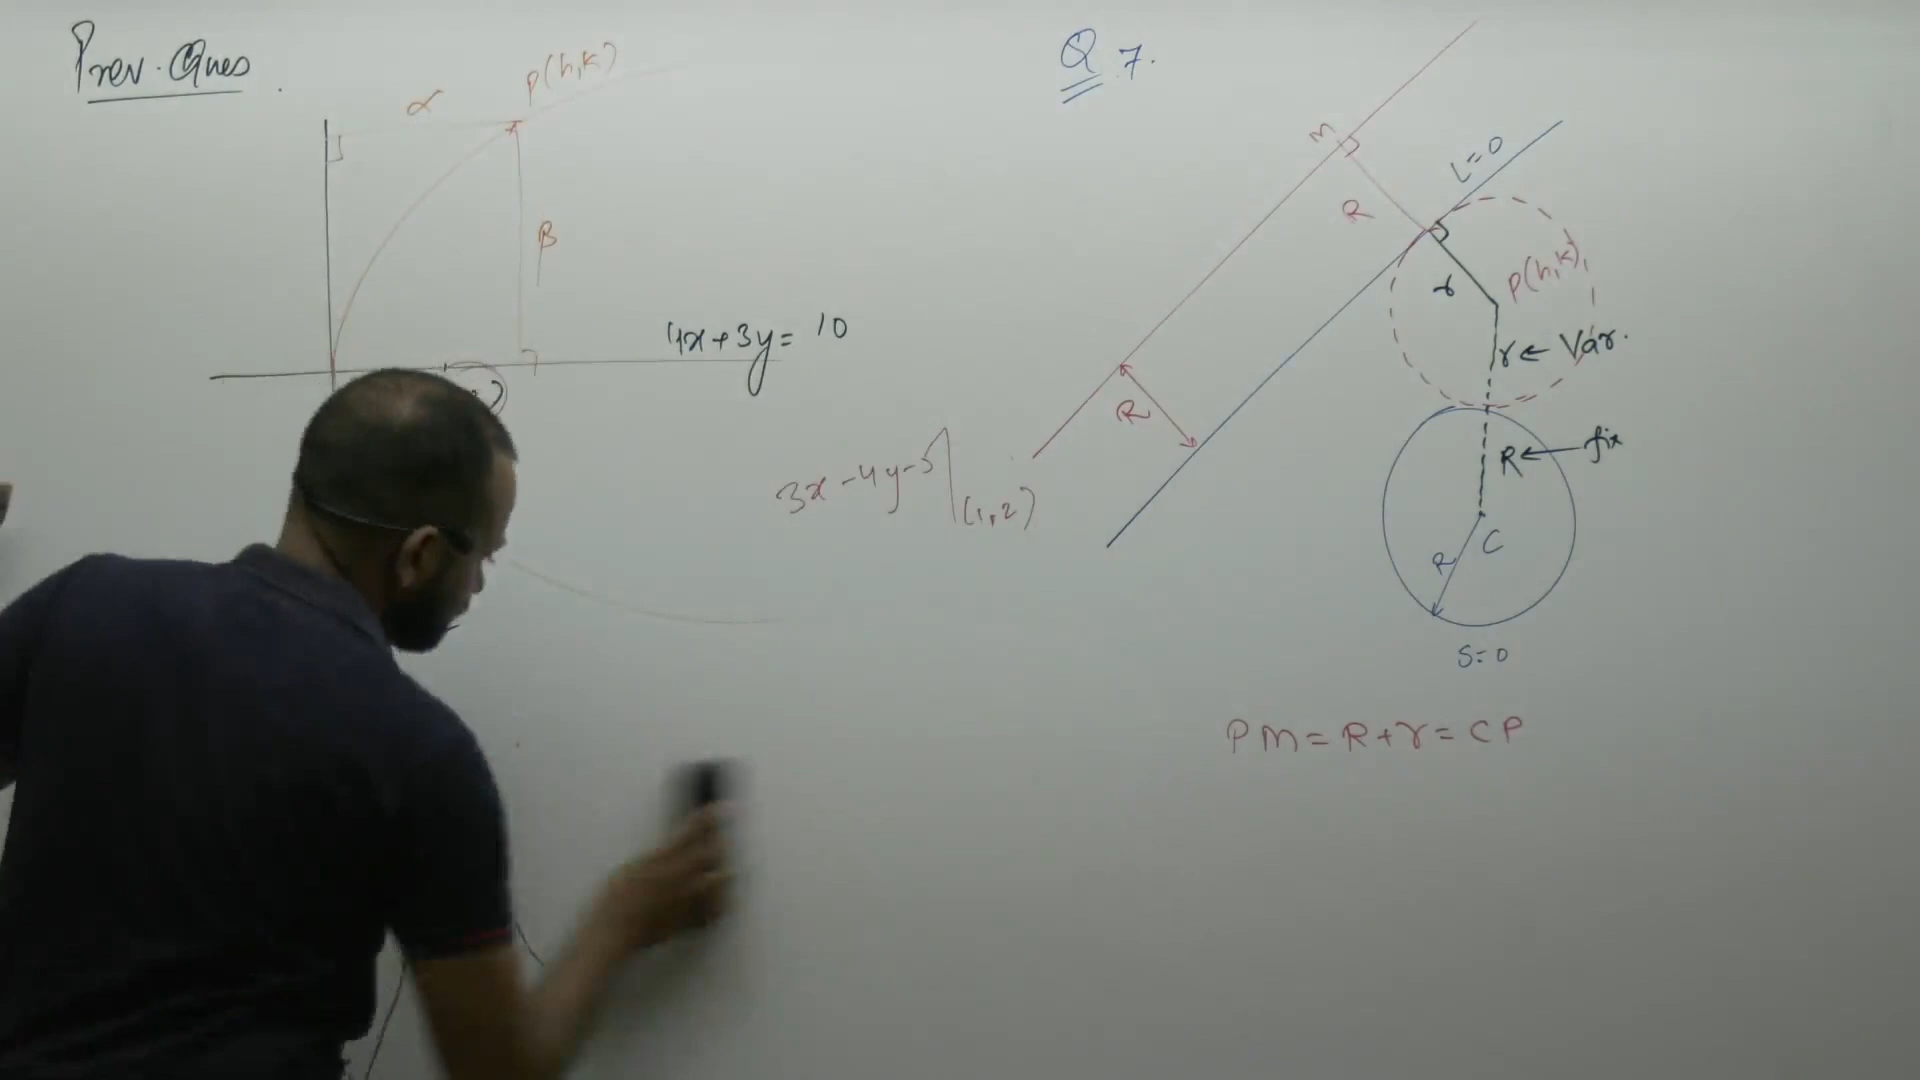 Prev. Ques.
α
P(h,k)
β
4x+3y= 10
Q 7.
M
R
L=0
r
P(h,k)
r ← Var.
R
R ← fix
C
R
S=0
3x-4y-5|(1,2)
PM = R+r = CP